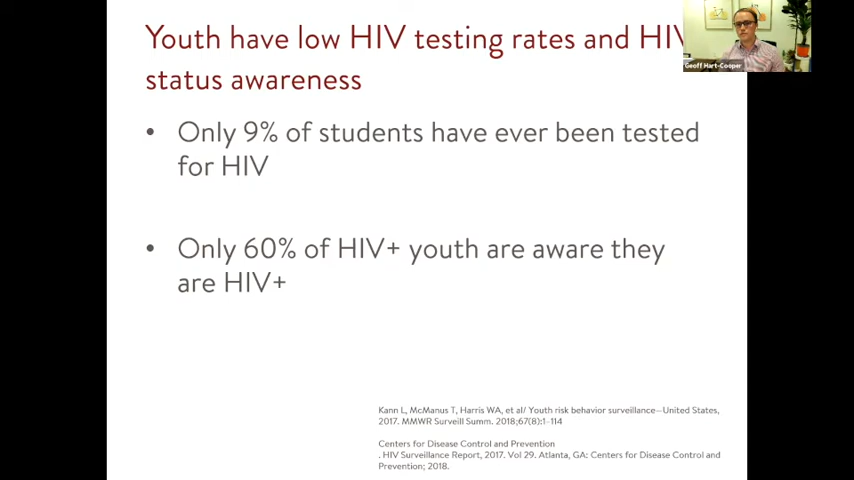 Youth have low HIV testing rates and HIV
status awareness
Geoff Hart-Cooper
• Only 9% of students have ever been tested
for HIV
• Only 60% of HIV+ youth are aware they
are HIV+
Kann L, McManus T, Harris WA, et al/ Youth risk behavior surveillance—United States,
2017. MMWR Surveill Summ. 2018;67(8):1–114
Centers for Disease Control and Prevention
. HIV Surveillance Report, 2017. Vol 29. Atlanta, GA: Centers for Disease Control and
Prevention; 2018.